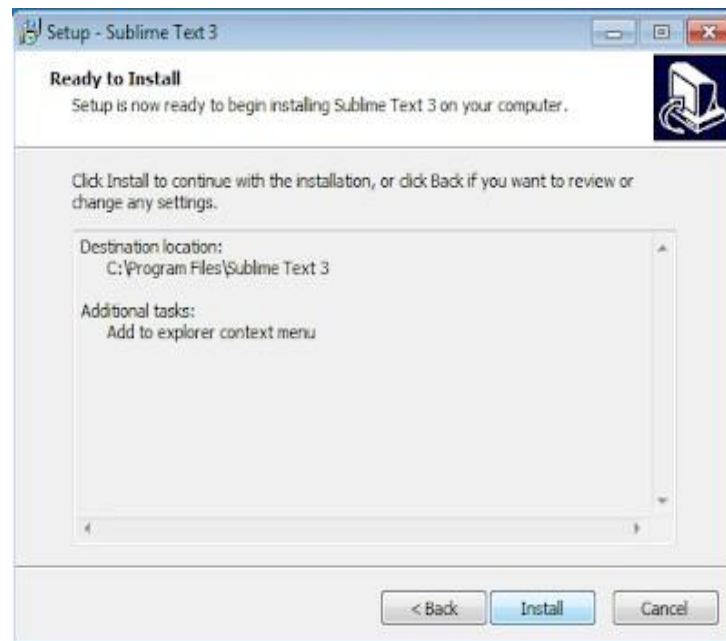 Setup - Sublime Text 3
Ready to Install
Setup is now ready to begin installing Sublime Text 3 on your computer.
Click Install to continue with the installation, or click Back if you want to review or
change any settings.
Destination location:
C:\Program Files\Sublime Text 3
Additional tasks:
Add to explorer context menu
< Back
Install
Cancel